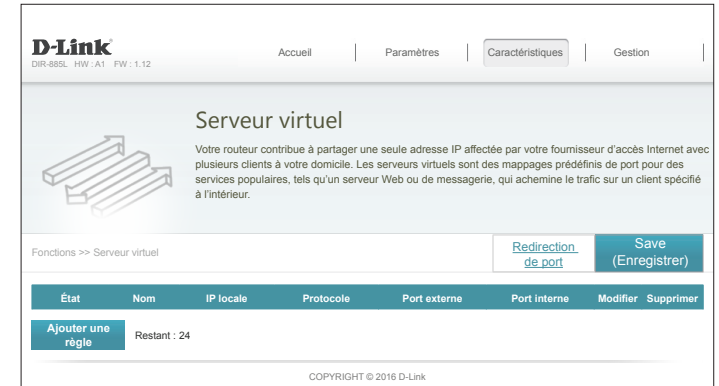 D-Link
DIR-885L HW : A1 FW : 1.12
Accueil
Paramètres
Caractéristiques
Gestion
Serveur virtuel
Votre routeur contribue à partager une seule adresse IP affectée par votre fournisseur d'accès Internet avec
plusieurs clients à votre domicile. Les serveurs virtuels sont des mappages prédéfinis de port pour des
services populaires, tels qu'un serveur Web ou de messagerie, qui achemine le trafic sur un client spécifié
à l'intérieur.
Fonctions >> Serveur virtuel
Redirection
de port
Save
(Enregistrer)
État Nom IP locale Protocole Port externe Port interne Modifier Supprimer
Ajouter une
règle
Restant : 24
COPYRIGHT © 2016 D-Link